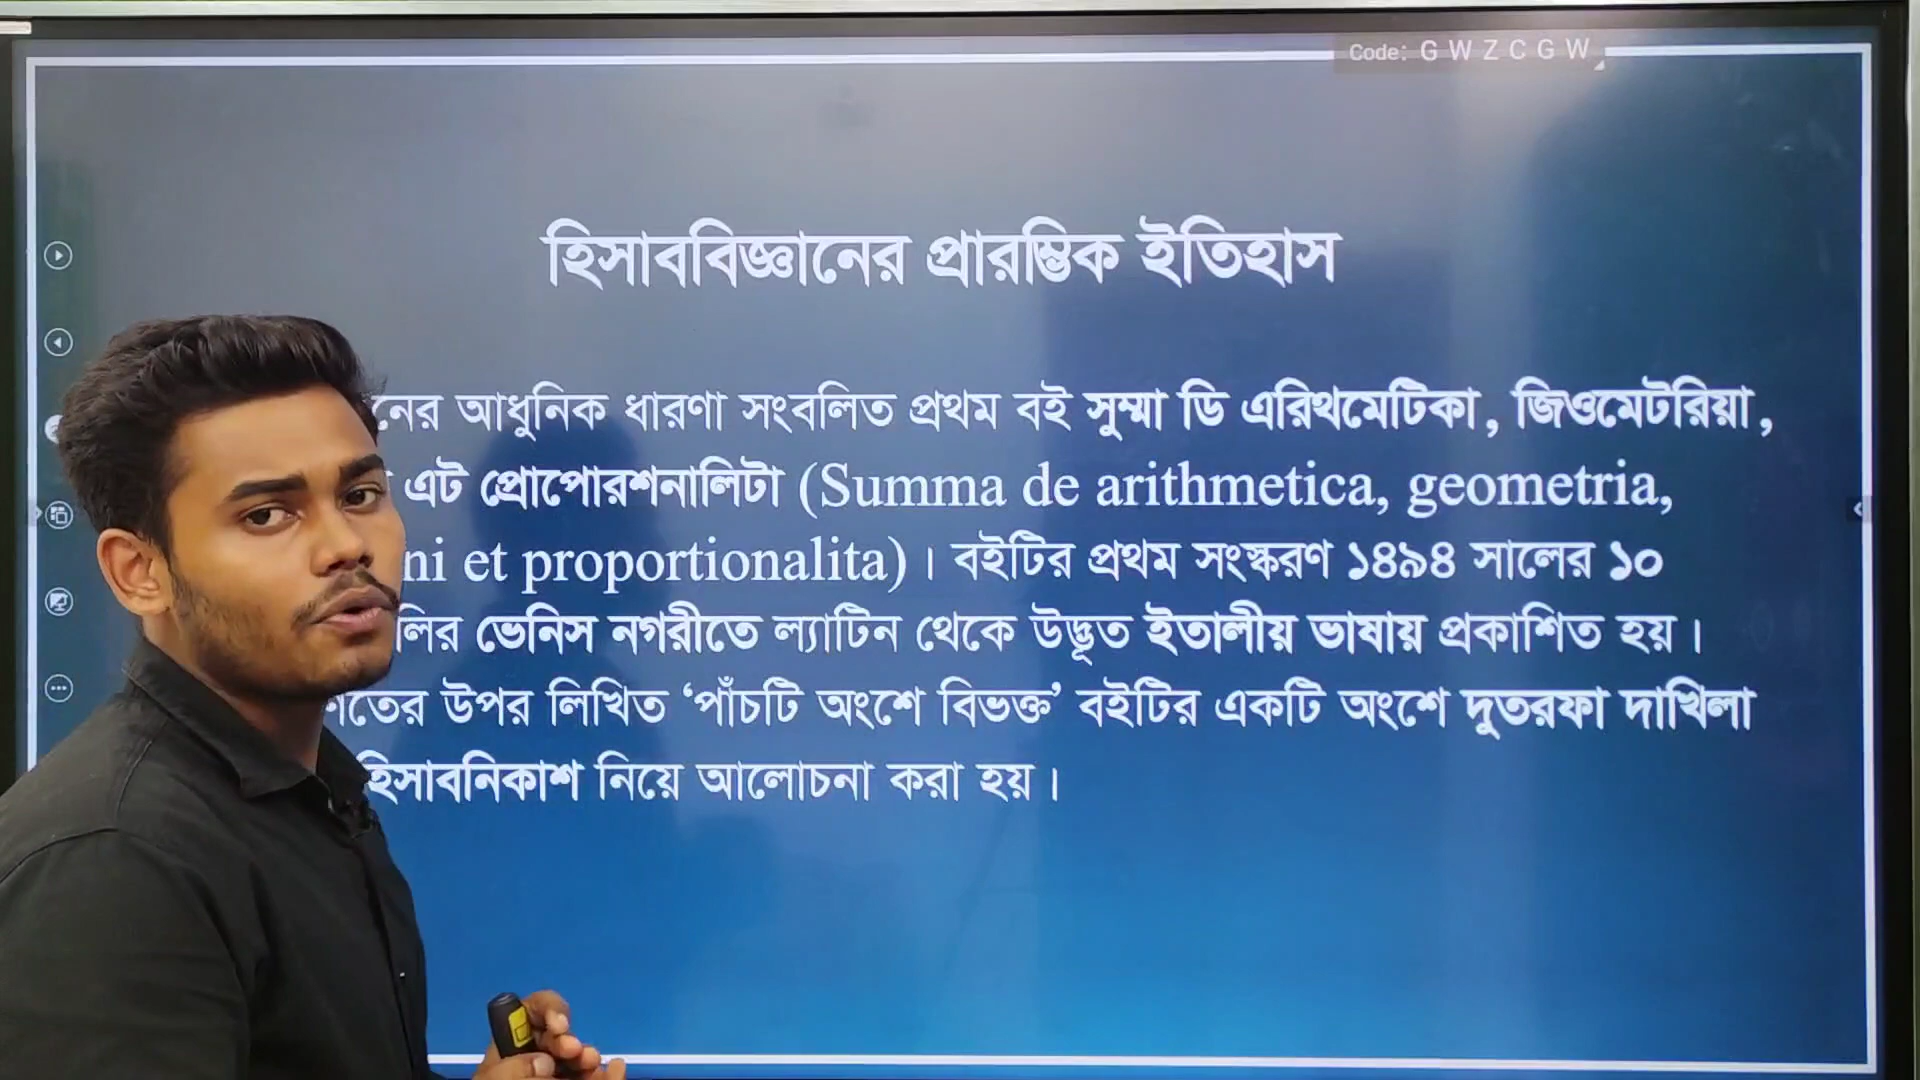 Code: G W Z C G W
হিসাববিজ্ঞানের প্রারম্ভিক ইতিহাস
আধুনিক ধারণা সংবলিত প্রথম বই সুম্মা ডি এরিথমেটিকা, জিওমেটরিয়া,
এট প্রোপোরশনালিটা (Summa de arithmetica, geometria,
et proportionalita)। বইটির প্রথম সংস্করণ ১৪৯৪ সালের ১০
ভেনিস নগরীতে ল্যাটিন থেকে উদ্ভূত ইতালীয় ভাষায় প্রকাশিত হয়।
উপর লিখিত ‘পাঁচটি অংশে বিভক্ত’ বইটির একটি অংশে দুতরফা দাখিলা
হিসাবনিকাশ নিয়ে আলোচনা করা হয়।